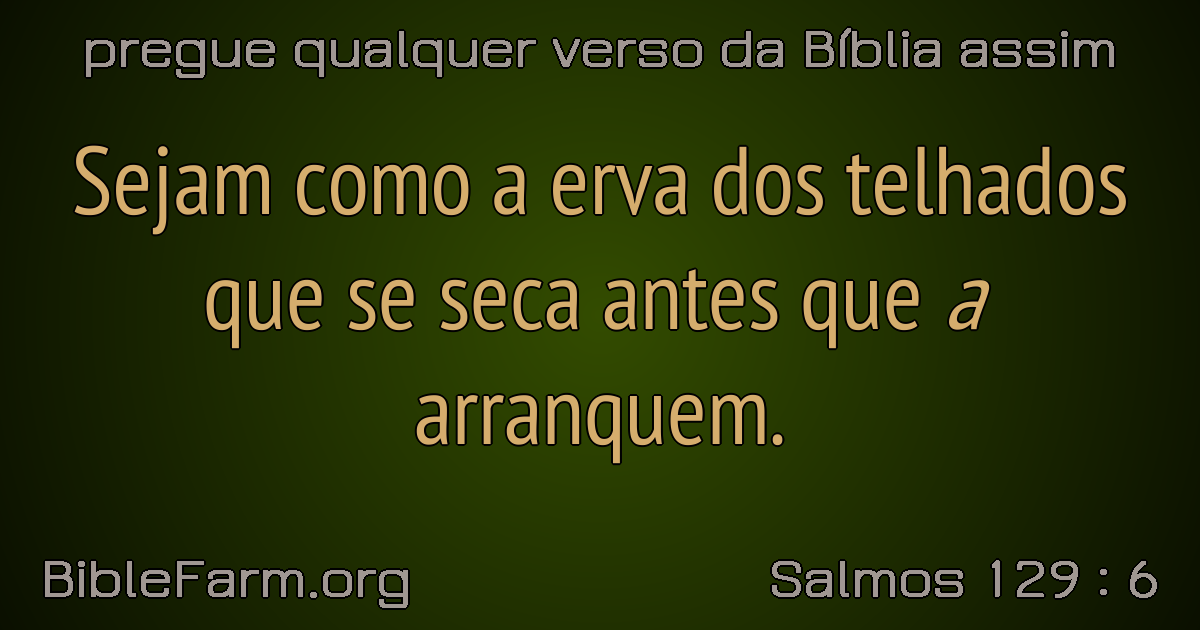 pregue qualquer verso da Bíblia assim
Sejam como a erva dos telhados
que se seca antes que a
arranquem.
BibleFarm.org
Salmos 129 : 6